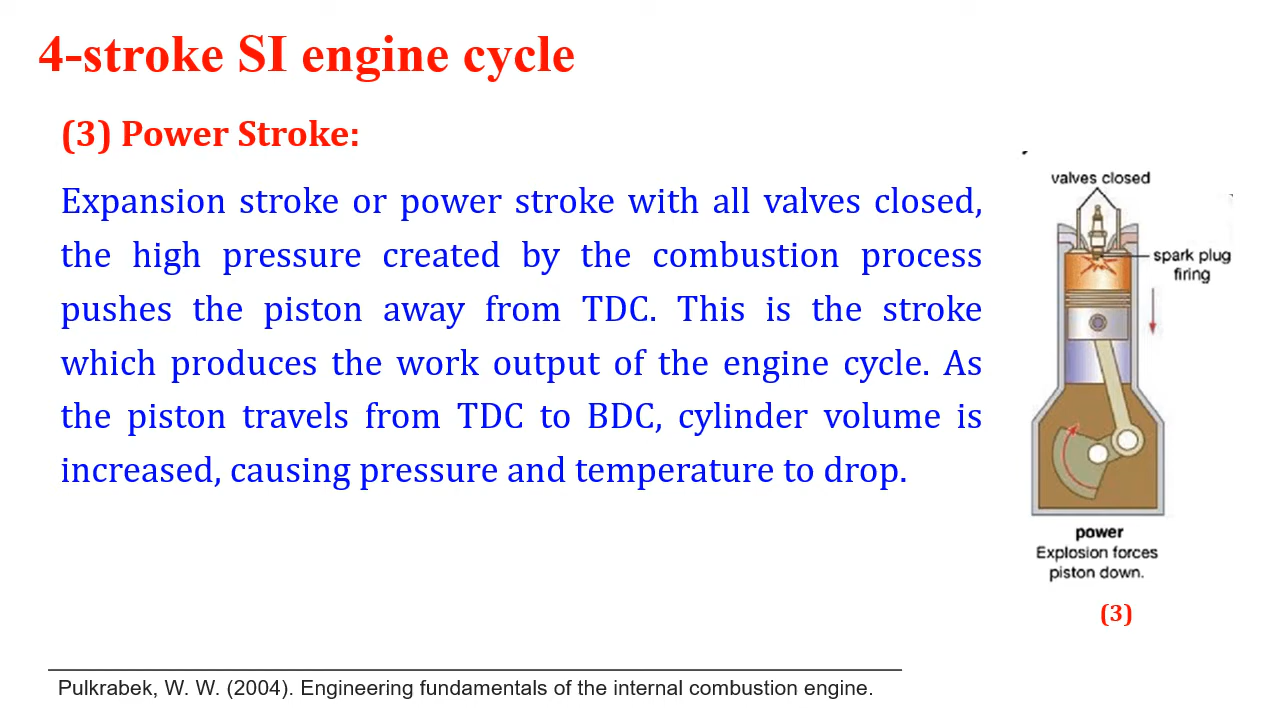 4-stroke SI engine cycle
(3) Power Stroke:
Expansion stroke or power stroke with all valves closed,
the high pressure created by the combustion process
pushes the piston away from TDC. This is the stroke
which produces the work output of the engine cycle. As
the piston travels from TDC to BDC, cylinder volume is
increased, causing pressure and temperature to drop.
valves closed
spark plug
firing
power
Explosion forces
piston down.
(3)
Pulkrabek, W. W. (2004). Engineering fundamentals of the internal combustion engine.